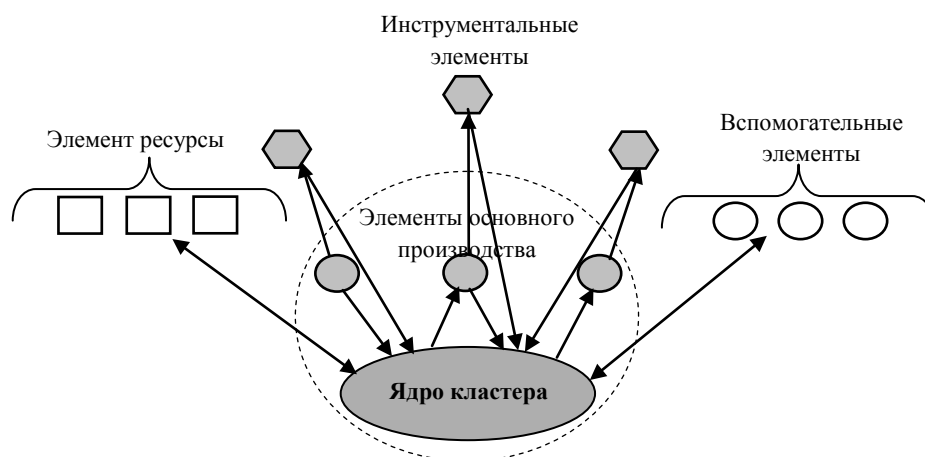 Инструментальные
элементы
Элемент ресурсы
Вспомогательные
элементы
Элементы основного
производства
Ядро кластера